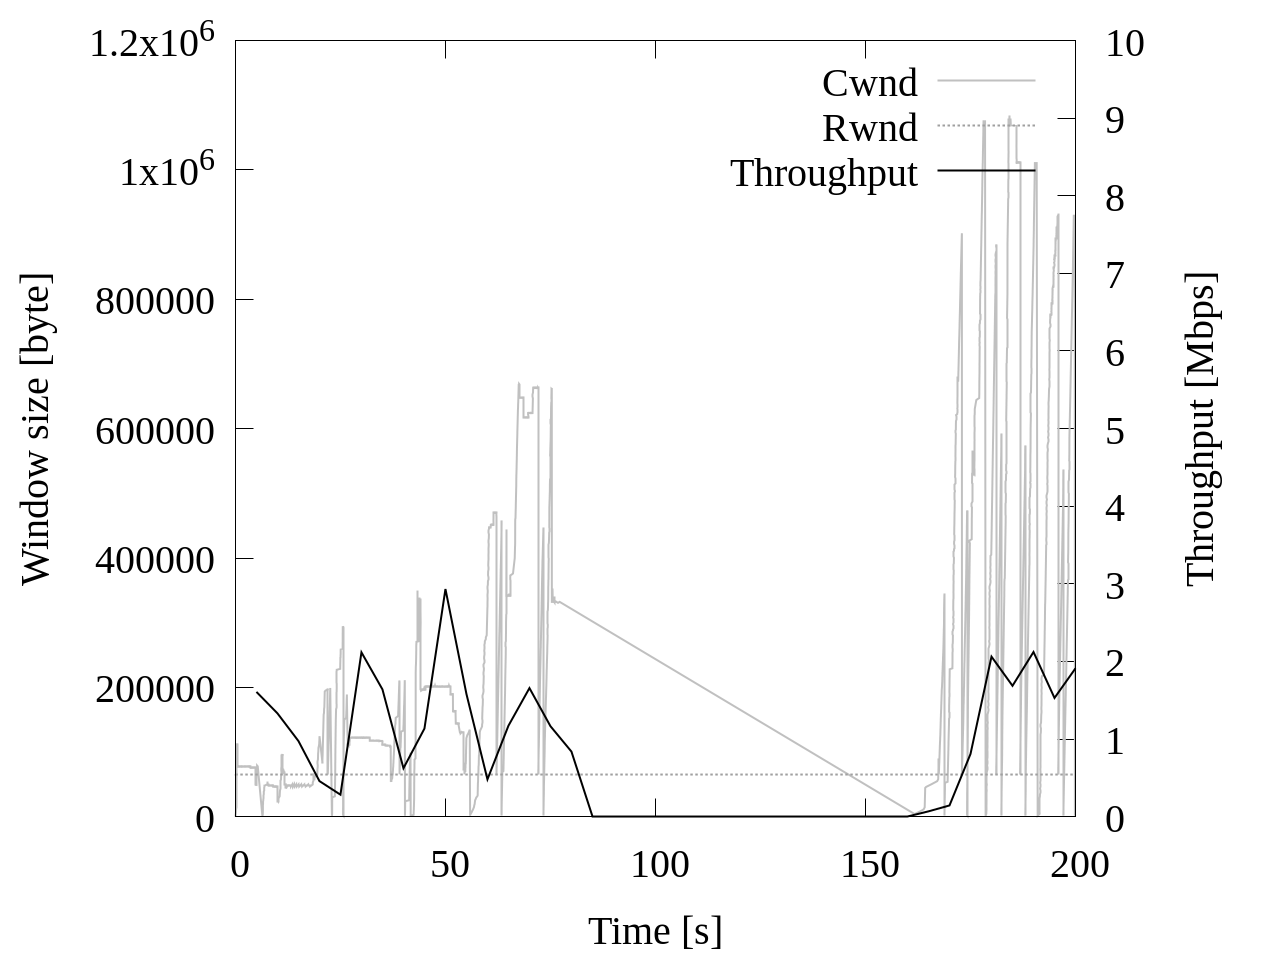 1.2x10^6
1x10^6
800000
600000
400000
200000
0
Window size [byte]
Cwnd
Rwnd
Throughput
10
9
8
7
6
5
4
3
2
1
0
Throughput [Mbps]
0 50 100 150 200
Time [s]